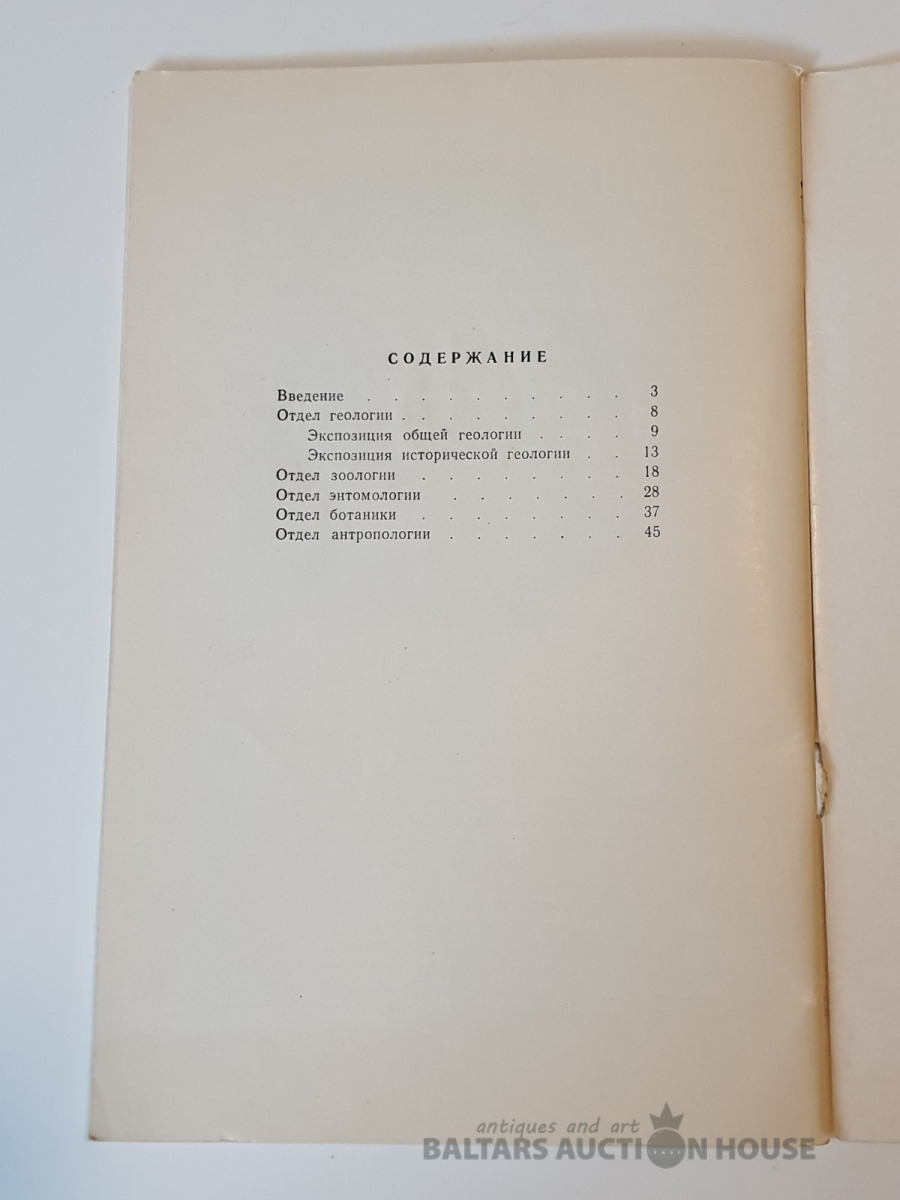 СОДЕРЖАНИЕ
Введение . . . . . . . . . . 3
Отдел геологии . . . . . . . . . 8
Экспозиция общей геологии . . . . 9
Экспозиция исторической геологии . . 13
Отдел зоологии . . . . . . . . 18
Отдел энтомологии . . . . . . . 28
Отдел ботаники . . . . . . . . 37
Отдел антропологии . . . . . . . 45
antiques and art
BALTARS AUCTION HOUSE